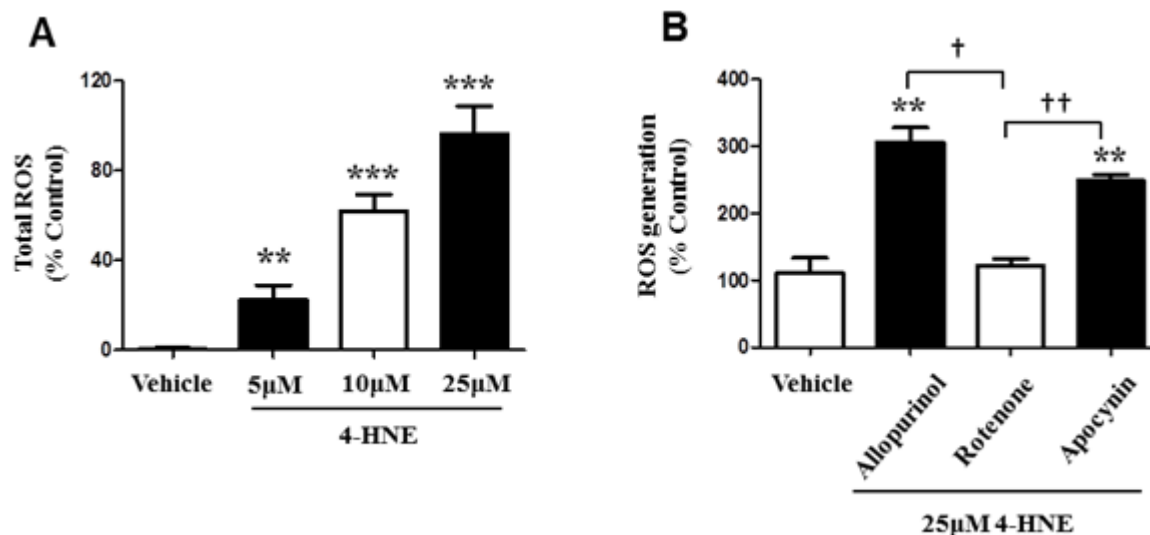 A
Total ROS
(% Control)
120
80
40
0
**
***
***
Vehicle
5μM
10μM
25μM
4-HNE
B
ROS generation
(% Control)
400
300
200
100
0
†
††
**
**
Vehicle
Allopurinol
Rotenone
Apocynin
25μM 4-HNE